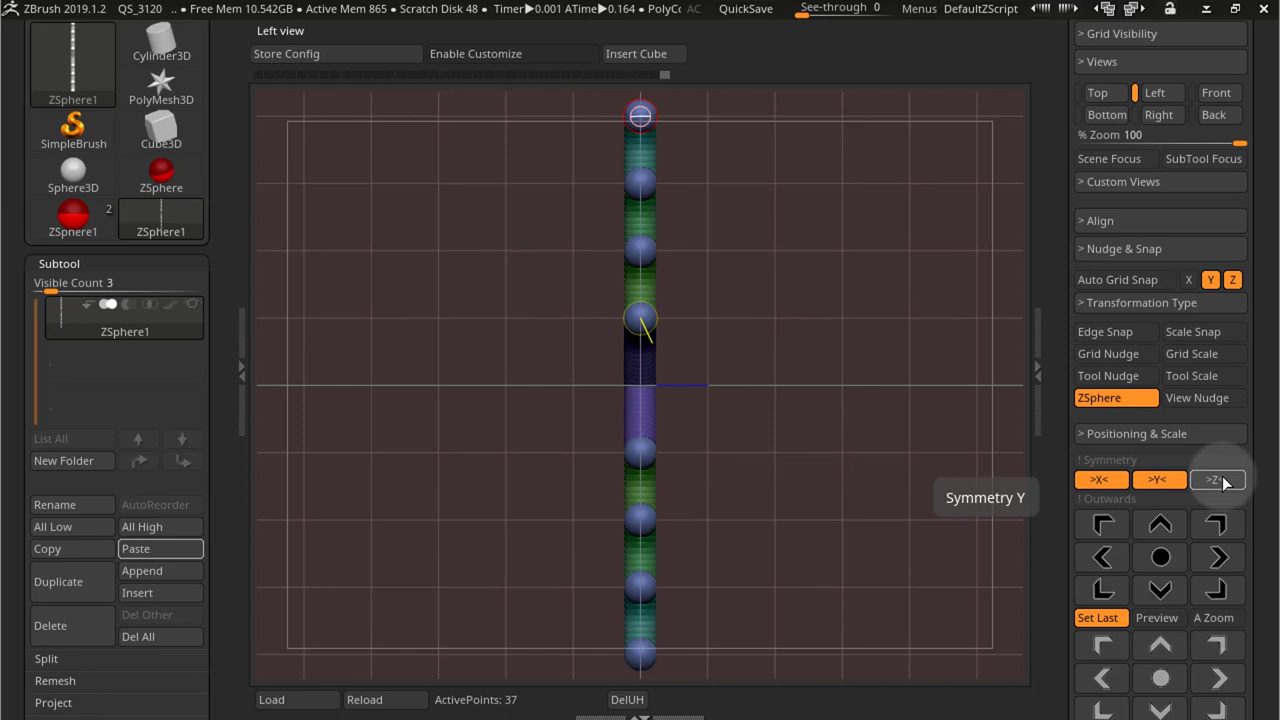 ZBrush 2019.1.2 QS_3120 .. • Free Mem 10.542GB • Active Mem 865 • Scratch Disk 48 • Timer▶0.001 ATime▶0.164 • PolyCo AC QuickSave See-through 0 Menus DefaultZScript
ZSphere1
Cylinder3D
PolyMesh3D
SimpleBrush
Cube3D
Sphere3D
ZSphere
2
ZSphere1
ZSphere1
Subtool
Visible Count 3
ZSphere1
List All
New Folder
Rename AutoReorder
All Low All High
Copy Paste
Duplicate Append
Insert
Delete Del Other
Del All
Split
Remesh
Project
Left view
Store Config Enable Customize Insert Cube
Load Reload ActivePoints: 37 DelUH
> Grid Visibility
> Views
Top Left Front
Bottom Right Back
% Zoom 100
Scene Focus SubTool Focus
> Custom Views
> Align
> Nudge & Snap
Auto Grid Snap X Y Z
> Transformation Type
Edge Snap Scale Snap
Grid Nudge Grid Scale
Tool Nudge Tool Scale
ZSphere View Nudge
> Positioning & Scale
! Symmetry
>X< >Y< >Z<
Symmetry Y
! Outwards
Set Last Preview A Zoom